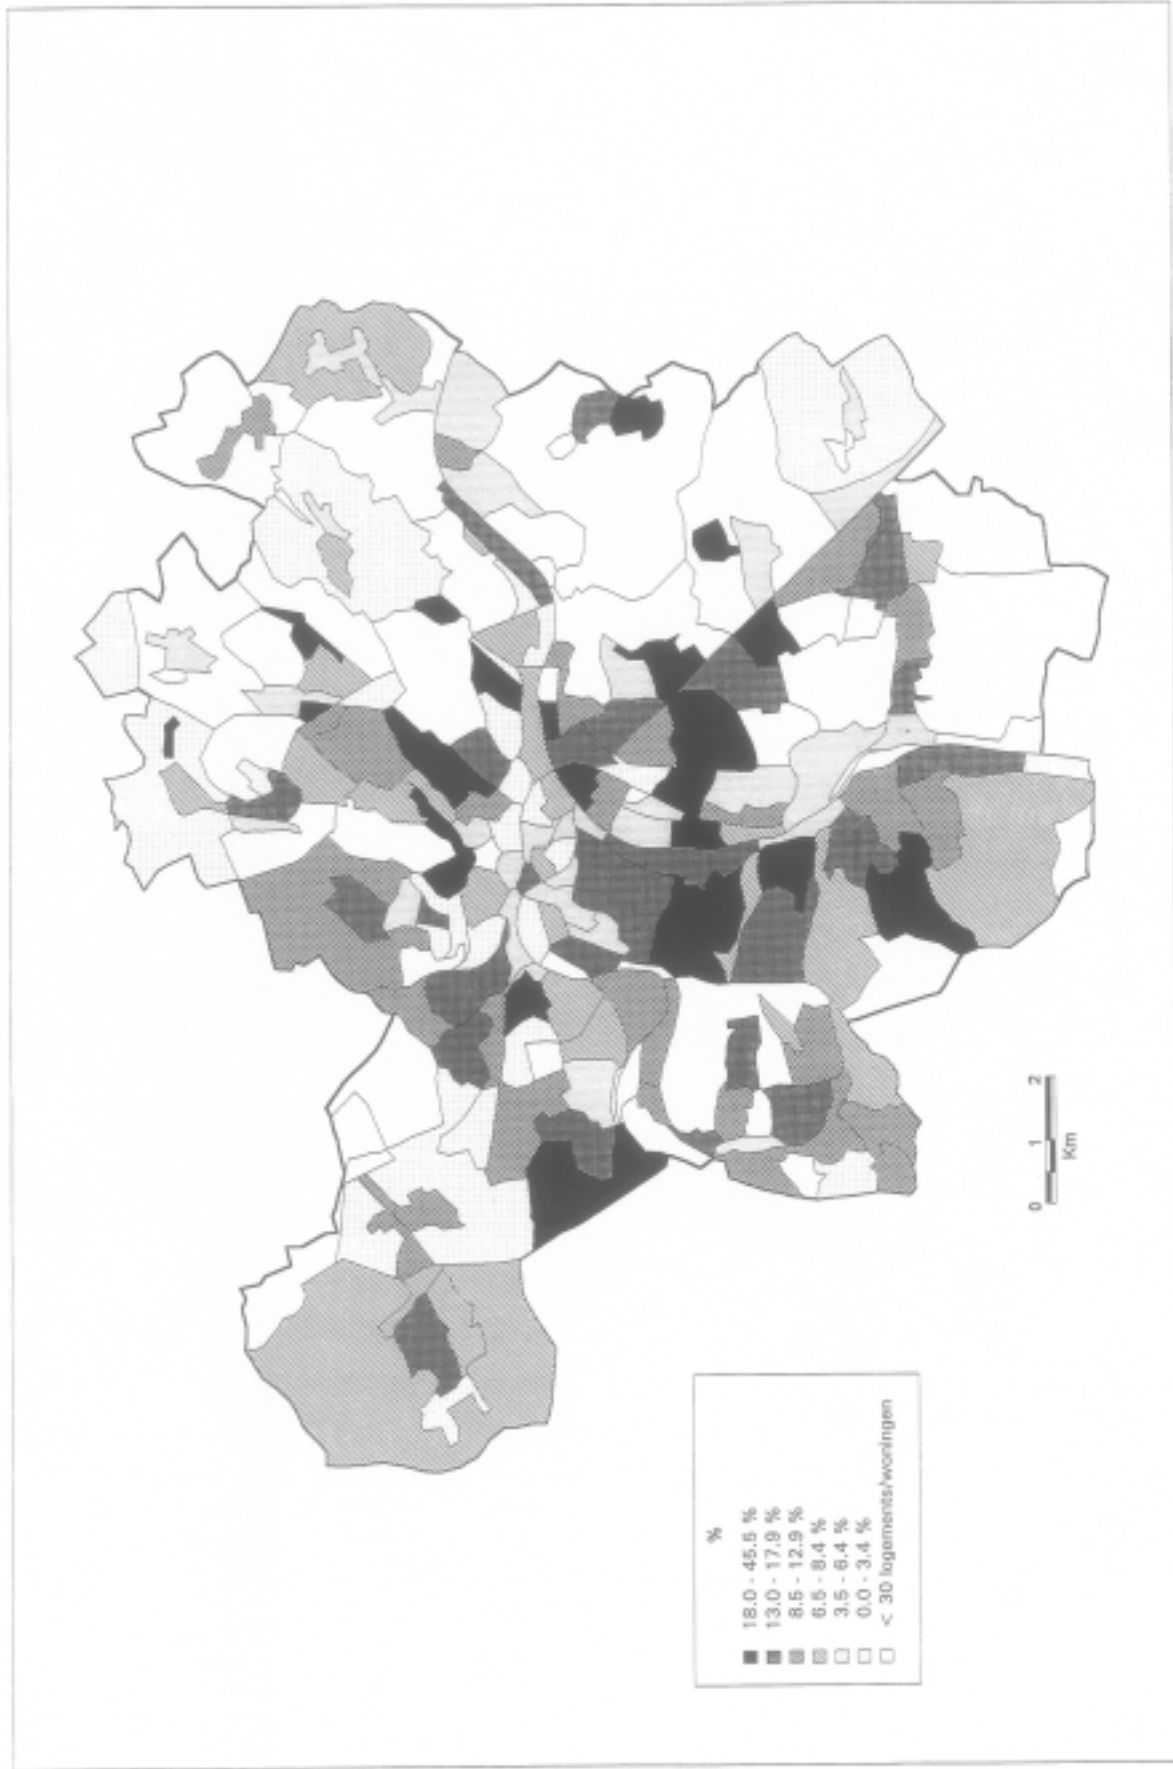 %
18.0 - 45.5 %
13.0 - 17.9 %
8.5 - 12.9 %
6.5 - 8.4 %
3.5 - 6.4 %
0.0 - 3.4 %
< 30 logements/woningen
0 1 2
Km